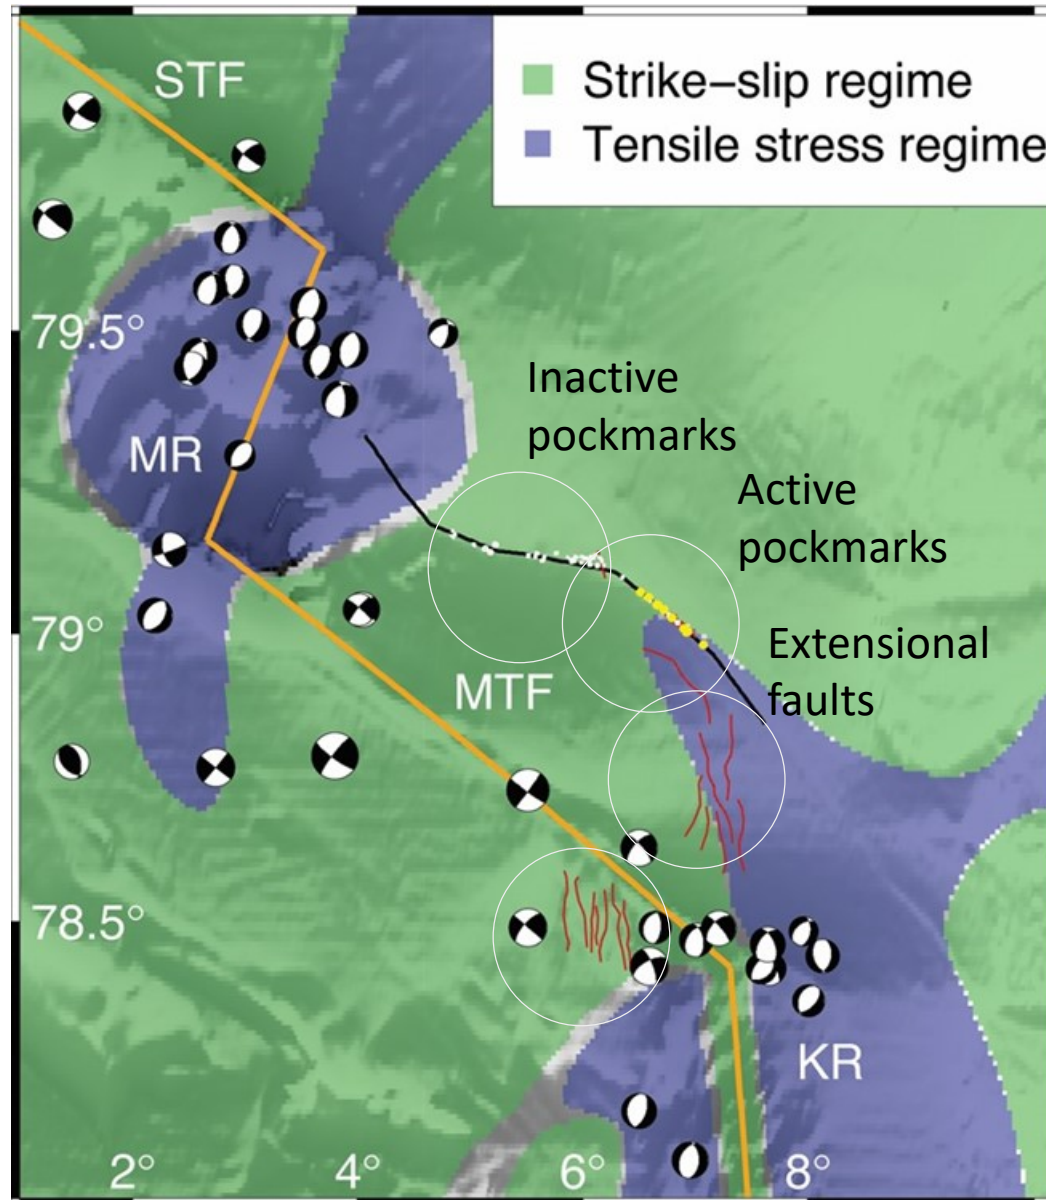 STF
Strike–slip regime
Tensile stress regime
79.5°
Inactive
pockmarks
MR
Active
pockmarks
79°
Extensional
faults
MTF
78.5°
KR
2°
4°
6°
8°